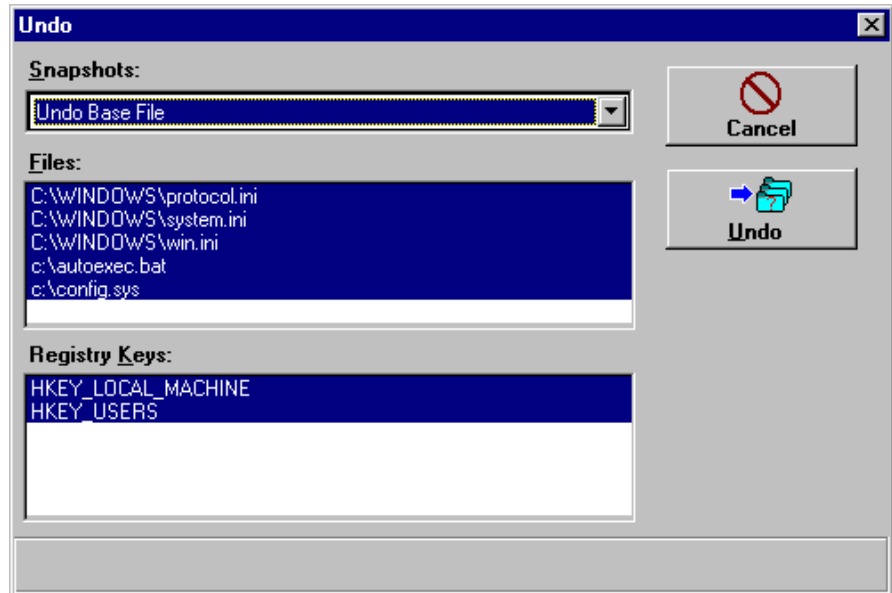 Undo
Snapshots:
Undo Base File
Cancel
Files:
C:\WINDOWS\protocol.ini
C:\WINDOWS\system.ini
C:\WINDOWS\win.ini
c:\autoexec.bat
c:\config.sys
?
Undo
Registry Keys:
HKEY_LOCAL_MACHINE
HKEY_USERS